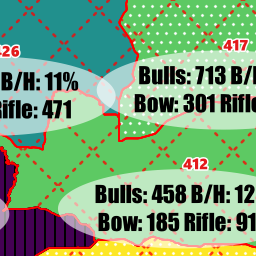 426
B/H: 11%
Rifle: 471
417
Bulls: 713 B/
Bow: 301 Rifle
412
Bulls: 458 B/H: 12
Bow: 185 Rifle: 91